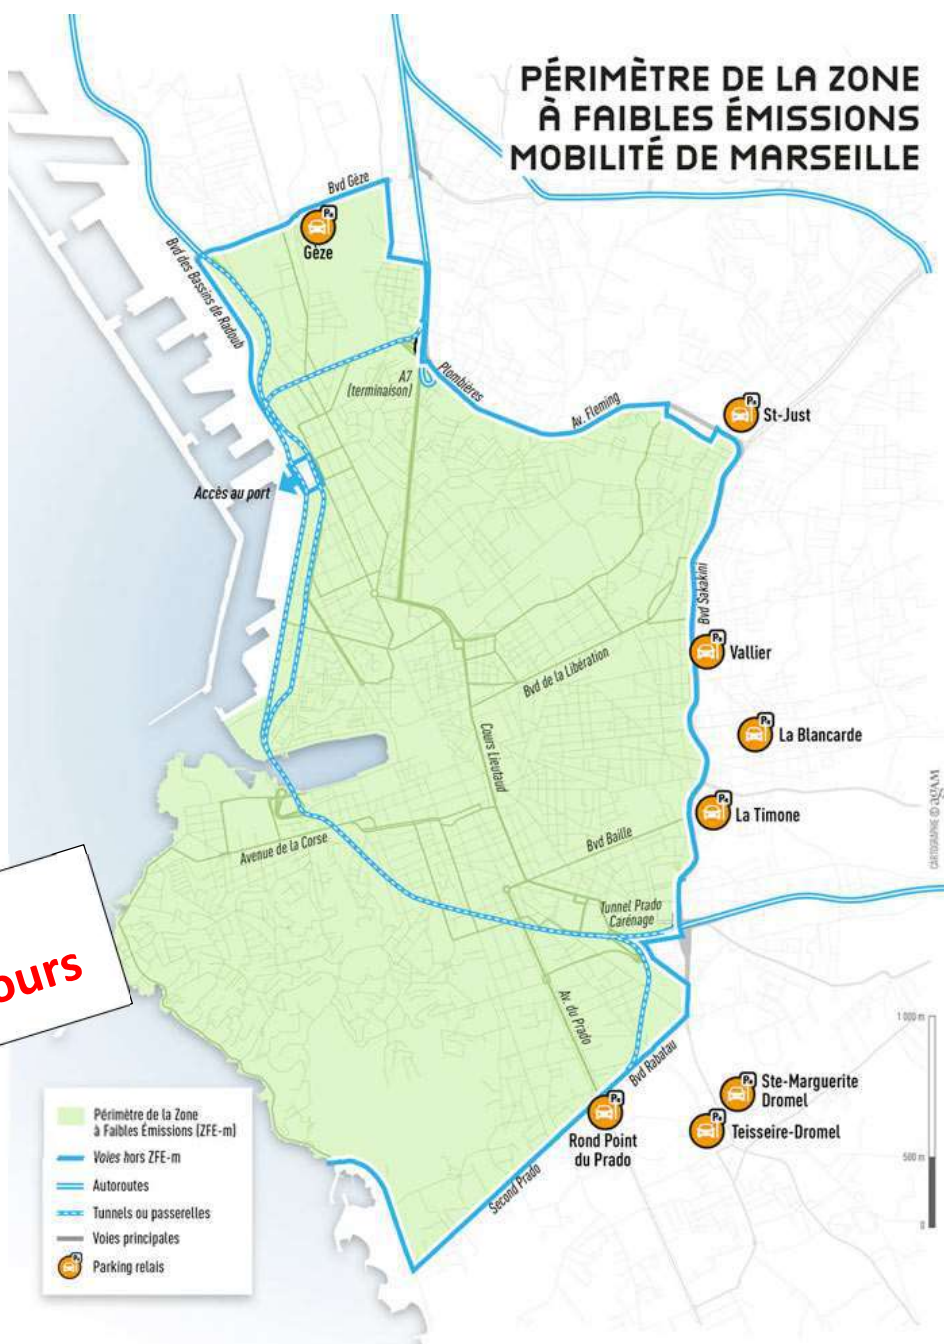 PÉRIMÈTRE DE LA ZONE
À FAIBLES ÉMISSIONS
MOBILITÉ DE MARSEILLE
Bvd Gèze
Gèze
Bvd des Bassins de Radoub
A7
(terminaison)
Plombières
Av. Fleming
St-Just
Accès au port
Bvd Sakakini
Vallier
Bvd de la Libération
La Blancarde
Cours Lieutaud
La Timone
CARTOGRAPHIE © agam
Bvd Baille
Avenue de la Corse
Tunnel Prado
Carénage
ours
Av. du Prado
1 000 m
Bvd Rabatau
Ste-Marguerite
Dromel
Teisseire-Dromel
Rond Point
du Prado
500 m
Second Prado
0
Périmètre de la Zone
à Faibles Émissions (ZFE-m)
Voies hors ZFE-m
Autoroutes
Tunnels ou passerelles
Voies principales
Parking relais